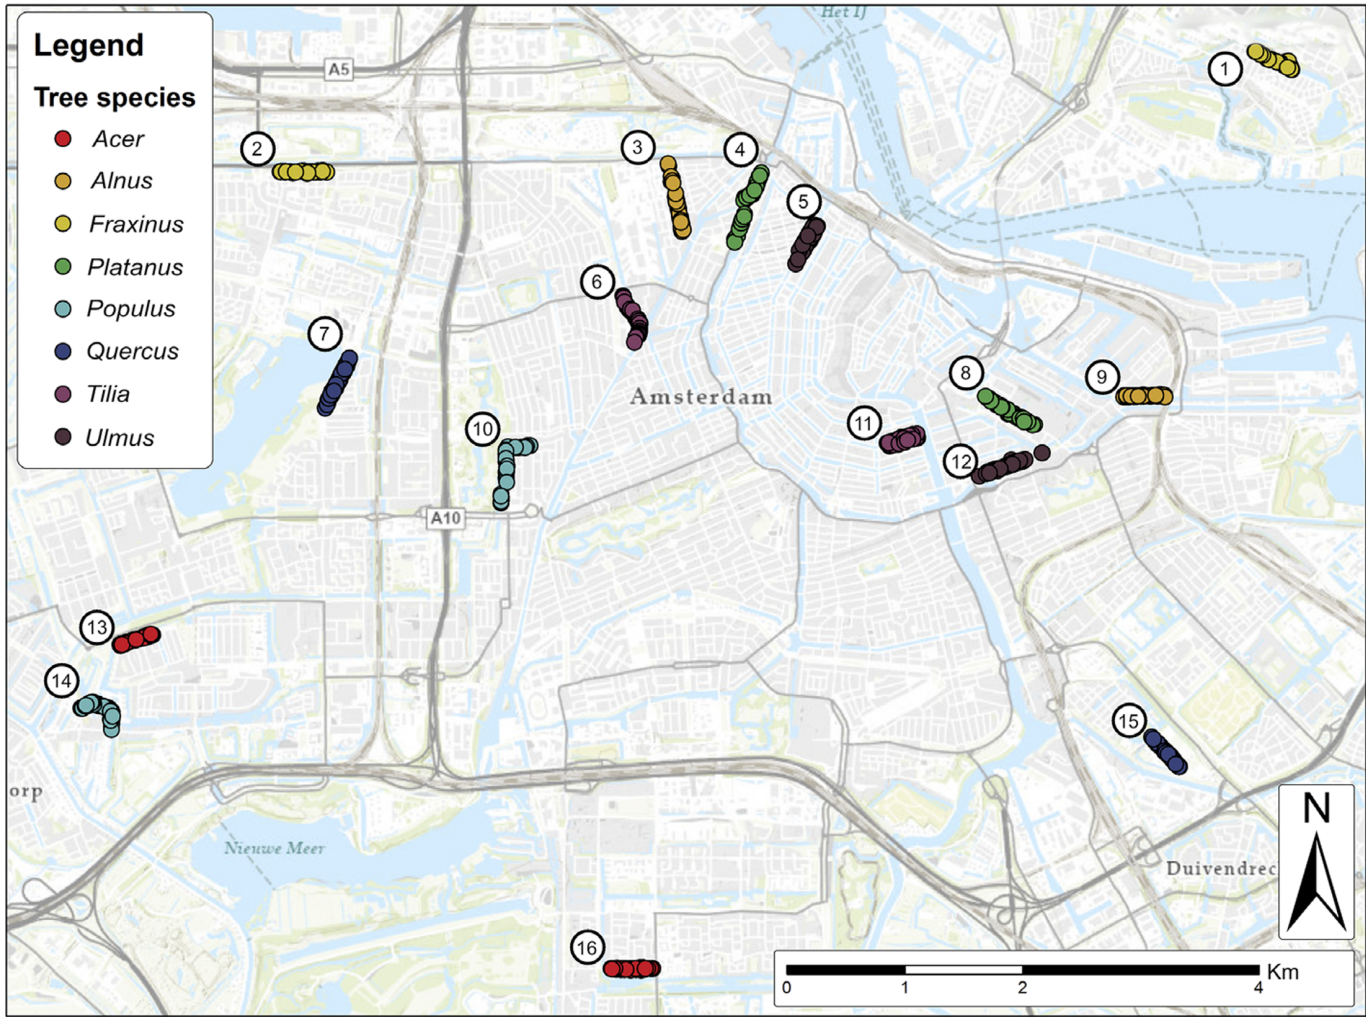 Het IJ
Legend
Tree species
Acer
Alnus
Fraxinus
Platanus
Populus
Quercus
Tilia
Ulmus
A5
1
2
3
4
5
6
7
Amsterdam
8
9
10
11
12
A10
13
14
15
orp
Nieuwe Meer
N
Duivendrec
16
Km
0 1 2 4